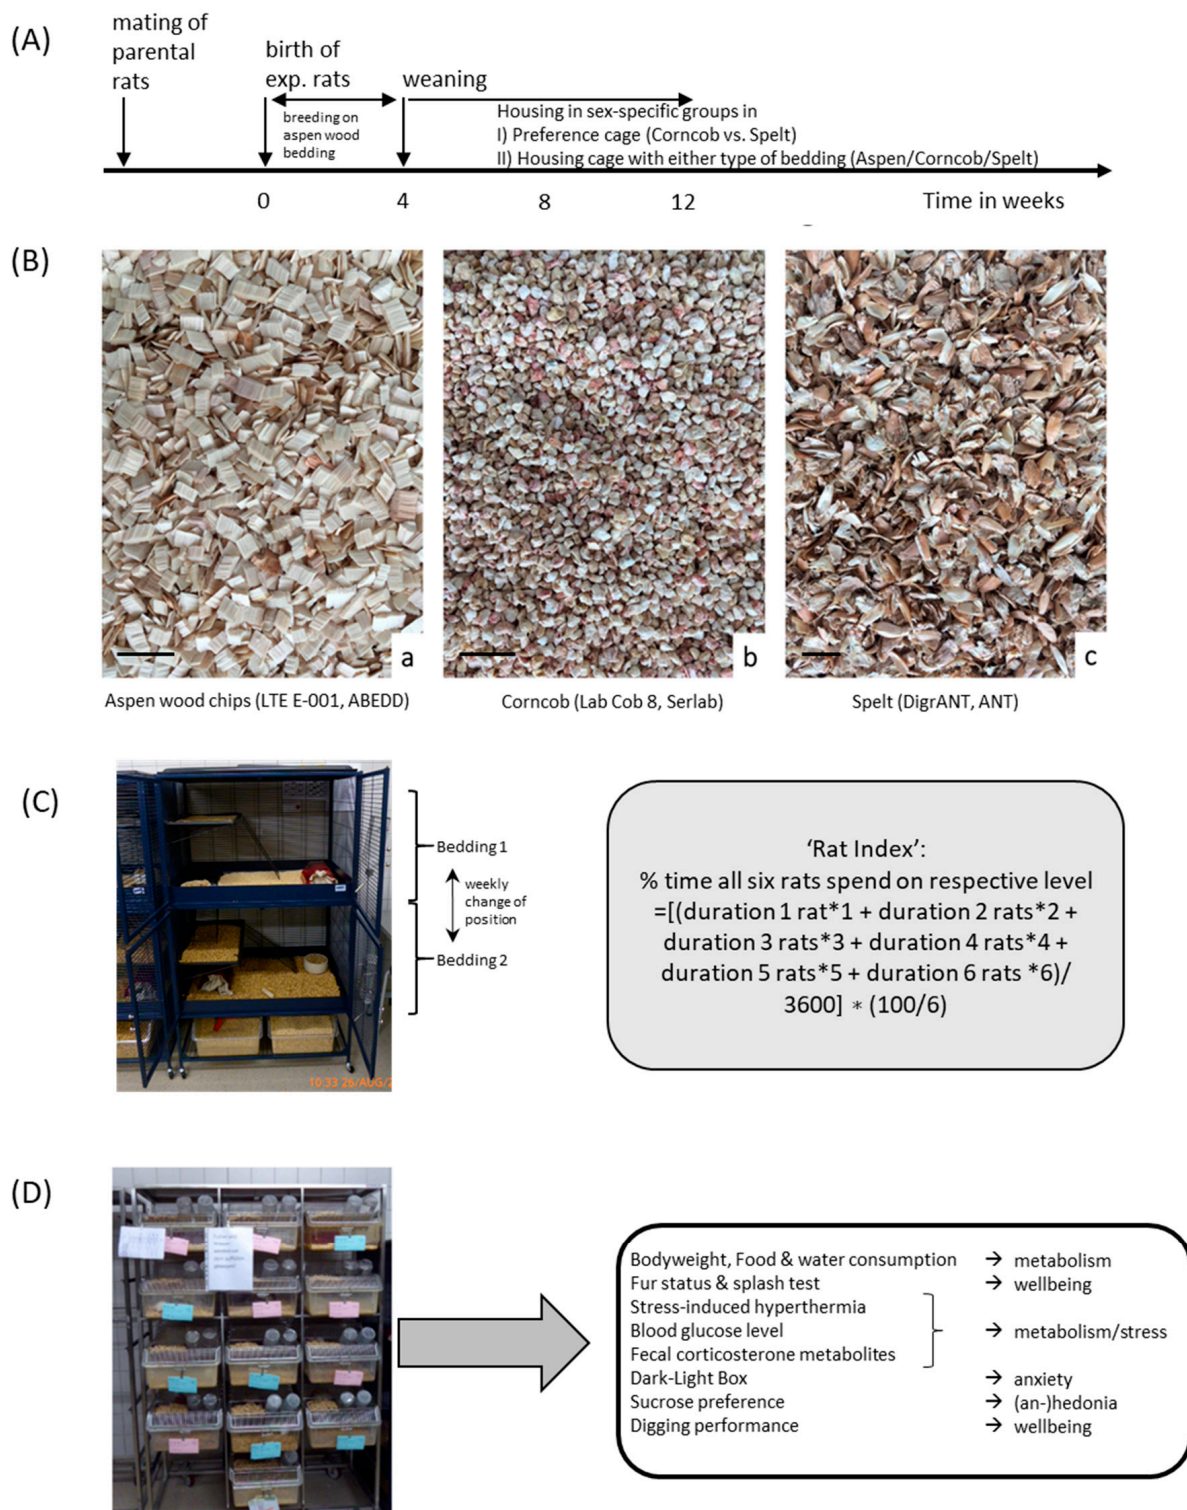 (A)
mating of
parental
rats
birth of
exp. rats
weaning
breeding on
aspen wood
bedding
Housing in sex-specific groups in
I) Preference cage (Corncob vs. Spelt)
II) Housing cage with either type of bedding (Aspen/Corncob/Spelt)
0
4
8
12
Time in weeks
(B)
a
b
c
Aspen wood chips (LTE E-001, ABEDD)
Corncob (Lab Cob 8, Serlab)
Spelt (DigrANT, ANT)
(C)
Bedding 1
weekly
change of
position
Bedding 2
10:33 26/AUG/2
‘Rat Index’:
% time all six rats spend on respective level
=[(duration 1 rat*1 + duration 2 rats*2 +
duration 3 rats*3 + duration 4 rats*4 +
duration 5 rats*5 + duration 6 rats *6)/
3600] * (100/6)
(D)
Bodyweight, Food & water consumption → metabolism
Fur status & splash test → wellbeing
Stress-induced hyperthermia
Blood glucose level → metabolism/stress
Fecal corticosterone metabolites
Dark-Light Box → anxiety
Sucrose preference → (an-)hedonia
Digging performance → wellbeing